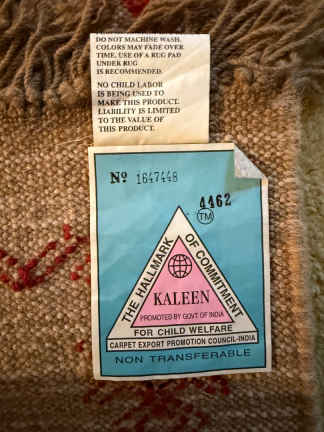 DO NOT MACHINE WASH.
COLORS MAY FADE OVER
TIME, USE OF A RUG PAD
UNDER RUG
IS RECOMMENDED.
NO CHILD LABOR
IS BEING USED TO
MAKE THIS PRODUCT.
LIABILITY IS LIMITED
TO THE VALUE OF
THIS PRODUCT.
Nº 1647448
4462
TM
THE HALLMARK
OF COMMITMENT
KALEEN
PROMOTED BY GOVT. OF INDIA
FOR CHILD WELFARE
CARPET EXPORT PROMOTION COUNCIL-INDIA
NON TRANSFERABLE